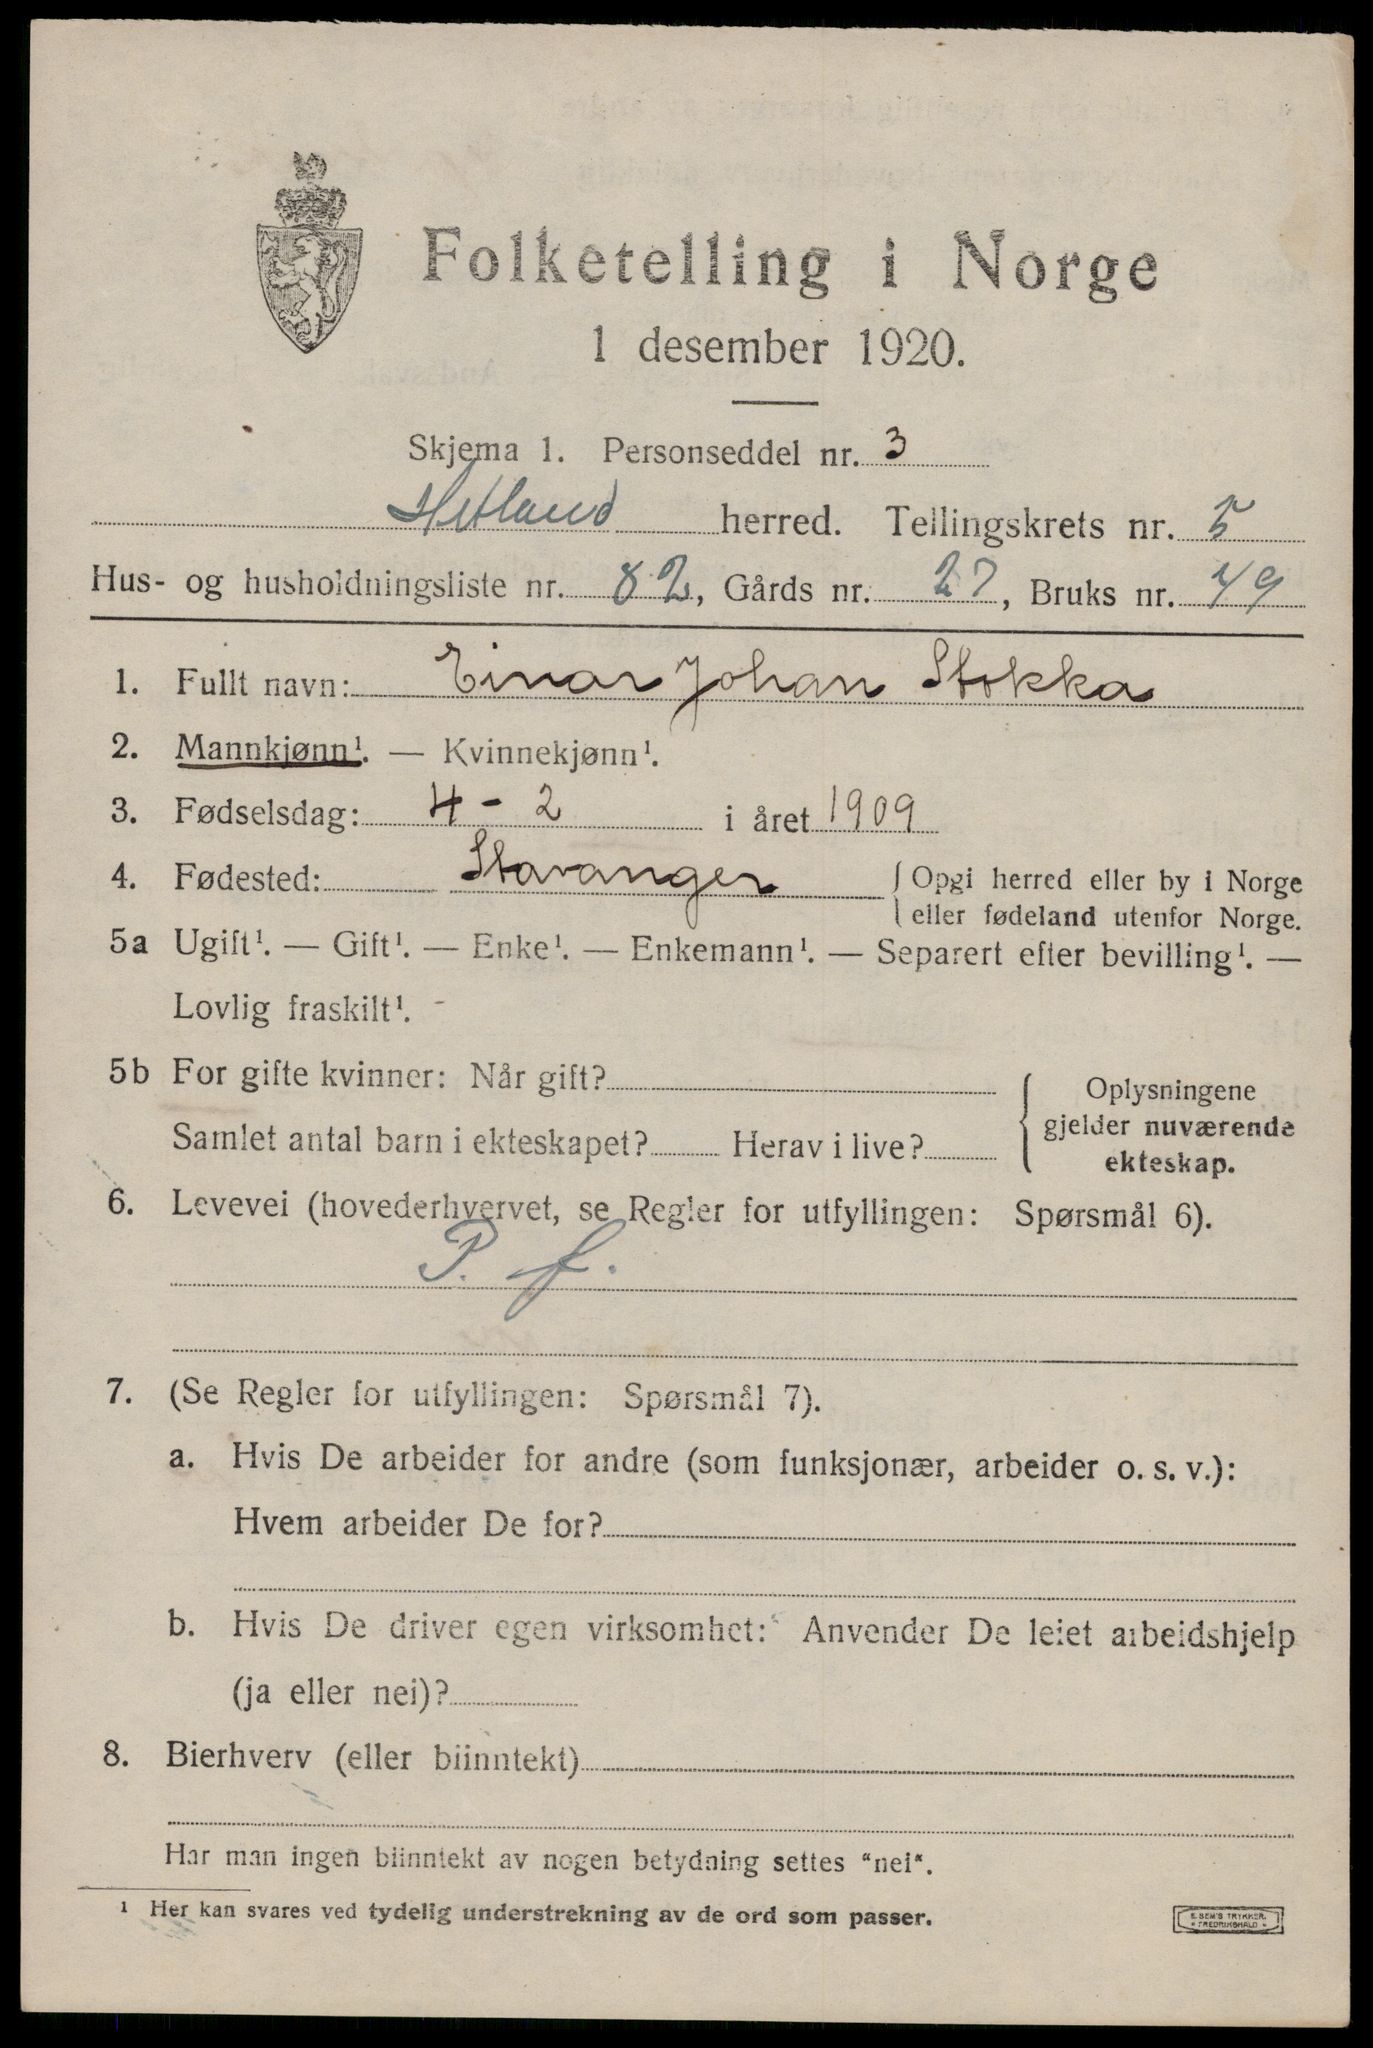 Folketelling i Norge
1 desember 1920.
Skjema 1. Personseddel nr. 3
Hetland herred. Tellingskrets nr. 5
Hus- og husholdningsliste nr. 82, Gårds nr. 27, Bruks nr. 49
1. Fullt navn: Einar Johan Stokka
2. Mannkjønn¹. — Kvinnekjønn¹.
3. Fødselsdag: 4 - 2 i året 1909
4. Fødested: Stavanger { Opgi herred eller by i Norge
eller fødeland utenfor Norge.
5a Ugift¹. — Gift¹. — Enke¹. — Enkemann¹. — Separert efter bevilling¹. —
Lovlig fraskilt¹.
5b For gifte kvinner: Når gift?
Samlet antal barn i ekteskapet? Herav i live?
Oplysningene
gjelder nuværende
ekteskap.
6. Levevei (hovederhvervet, se Regler for utfyllingen: Spørsmål 6).
P. f.
7. (Se Regler for utfyllingen: Spørsmål 7).
a. Hvis De arbeider for andre (som funksjonær, arbeider o. s. v.):
Hvem arbeider De for?
b. Hvis De driver egen virksomhet: Anvender De leiet arbeidshjelp
(ja eller nei)?
8. Bierhverv (eller biinntekt)
Har man ingen biinntekt av nogen betydning settes "nei".
¹ Her kan svares ved tydelig understrekning av de ord som passer.
E. SEM'S TRYKKERI
* FREDRIKSHALD *